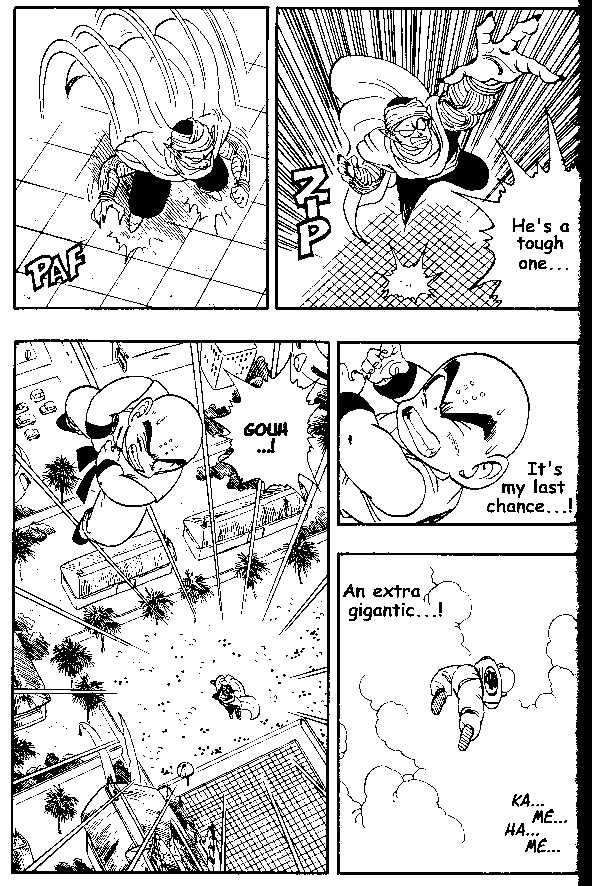 PAF
ZIP
He's a
tough
one...
GOUH
...!
It's
my last
chance...!
An extra
gigantic...!
KA...
ME...
HA...
ME...